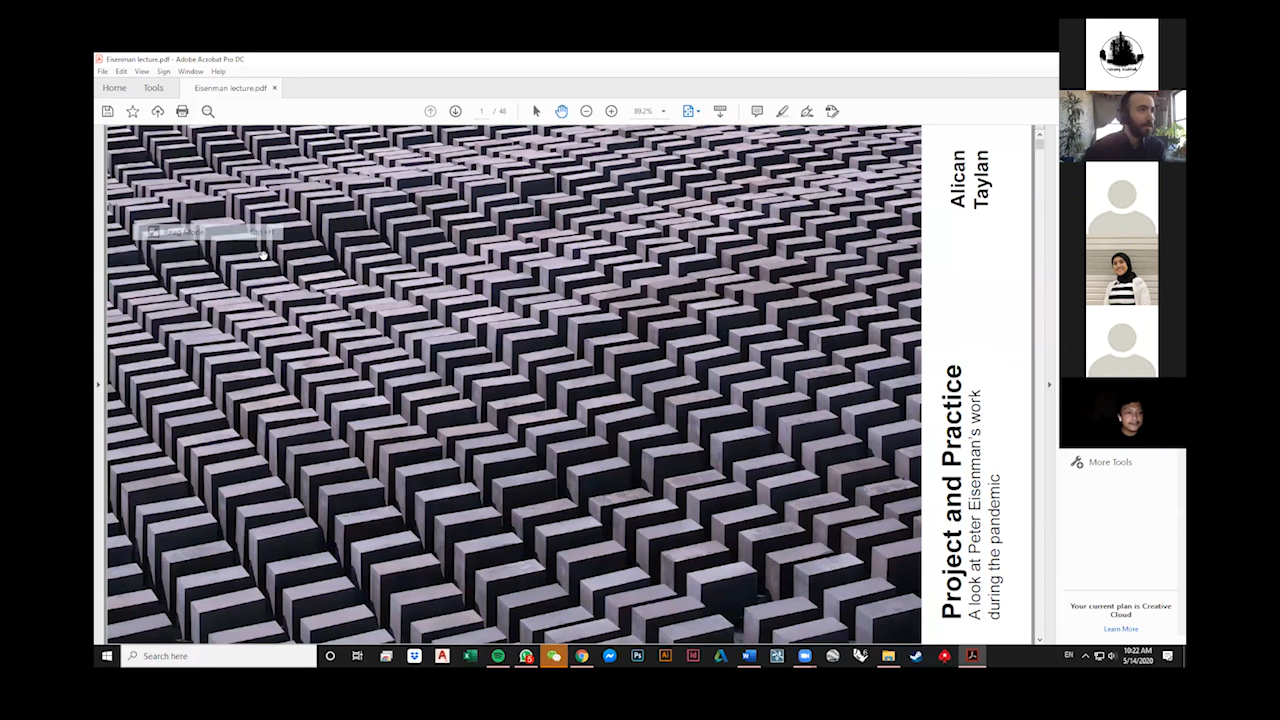 Eisenman lecture.pdf - Adobe Acrobat Pro DC
File Edit View Sign Window Help
Home Tools Eisenman lecture.pdf ×
1 / 48 89.2%
Alican
Taylan
Project and Practice
A look at Peter Eisenman's work
during the pandemic
More Tools
Your current plan is Creative
Cloud
Learn More
Search here
EN 10:22 AM
5/14/2020